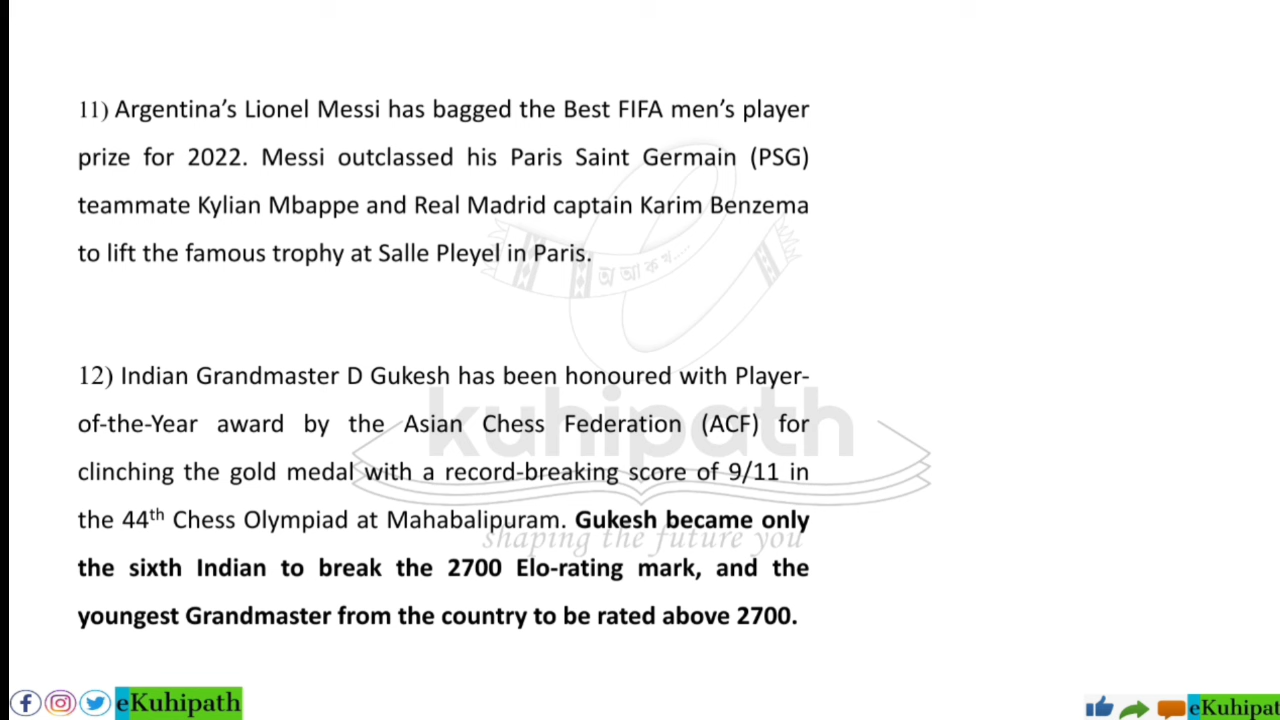 11) Argentina’s Lionel Messi has bagged the Best FIFA men’s player
prize for 2022. Messi outclassed his Paris Saint Germain (PSG)
teammate Kylian Mbappe and Real Madrid captain Karim Benzema
to lift the famous trophy at Salle Pleyel in Paris.
অ আ ক খ.....
12) Indian Grandmaster D Gukesh has been honoured with Player-
of-the-Year award by the Asian Chess Federation (ACF) for
kuhipath
clinching the gold medal with a record-breaking score of 9/11 in
the 44th Chess Olympiad at Mahabalipuram. Gukesh became only
shaping the future you
the sixth Indian to break the 2700 Elo-rating mark, and the
youngest Grandmaster from the country to be rated above 2700.
eKuhipath
eKuhipat